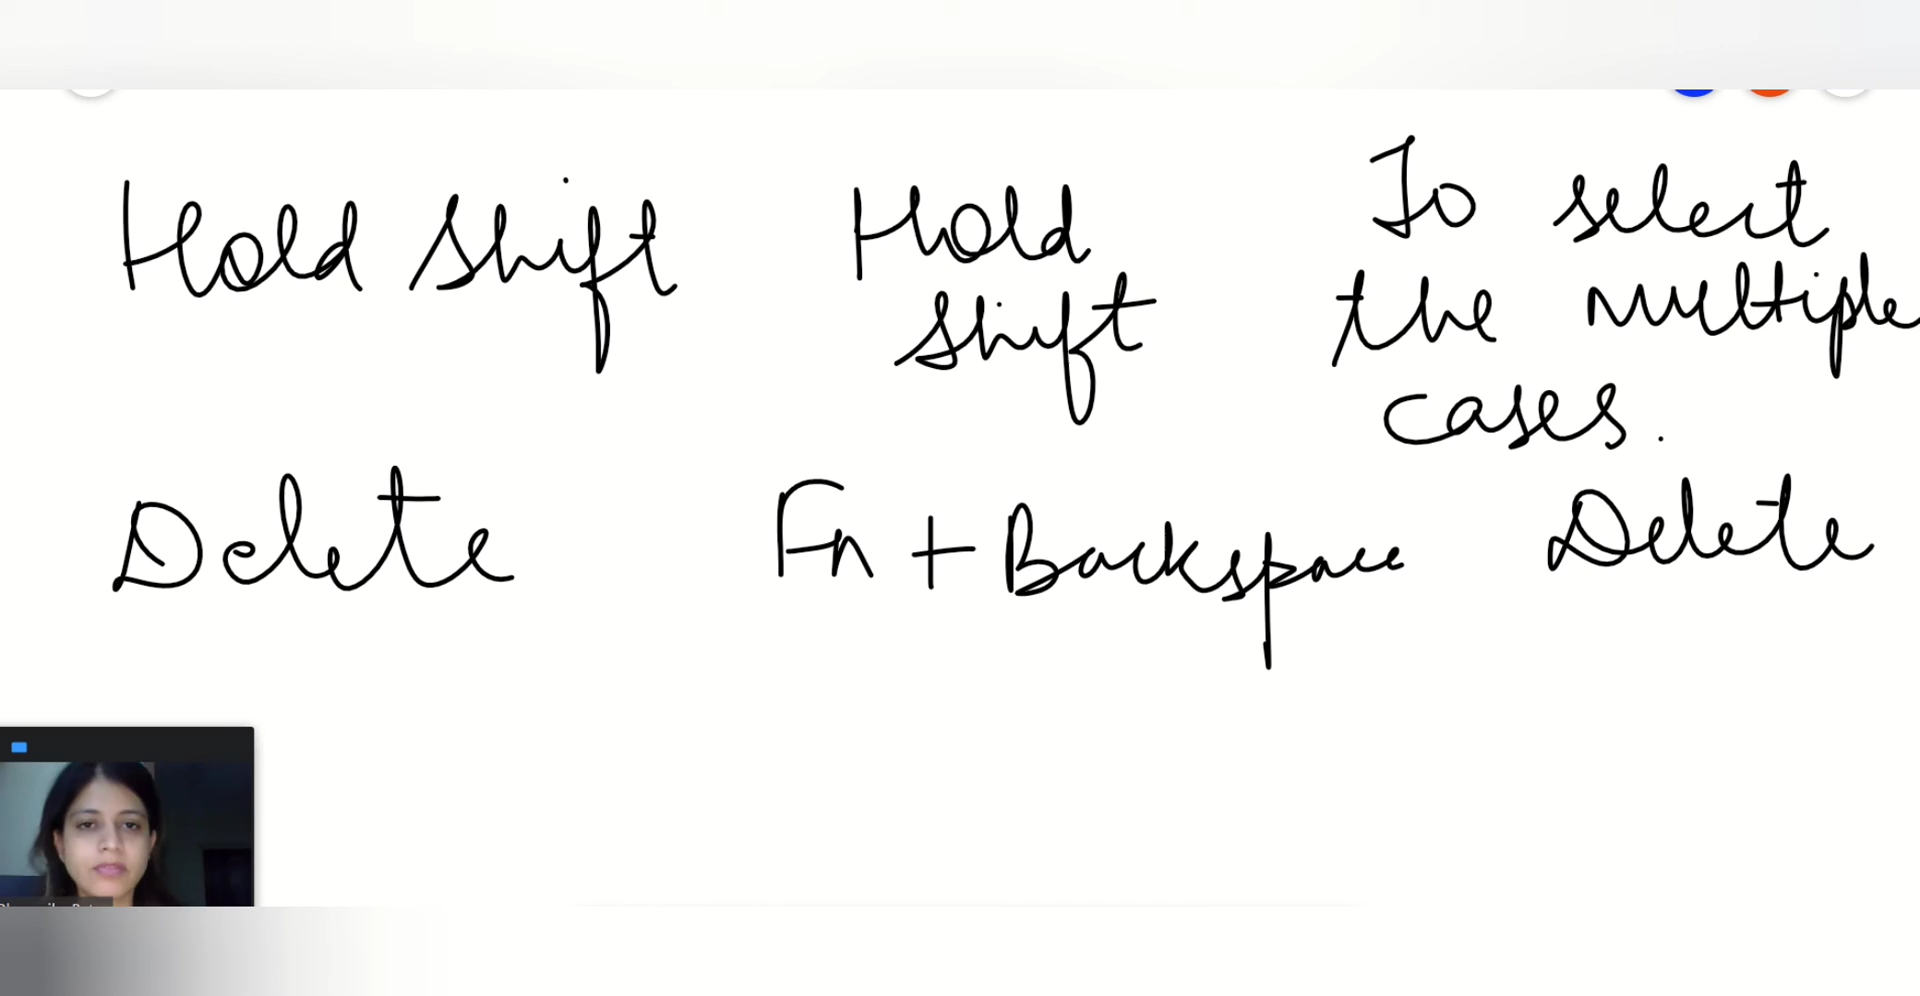 Hold Shift Hold Shift To select the multiple cases.
Delete Fn + Backspace Delete